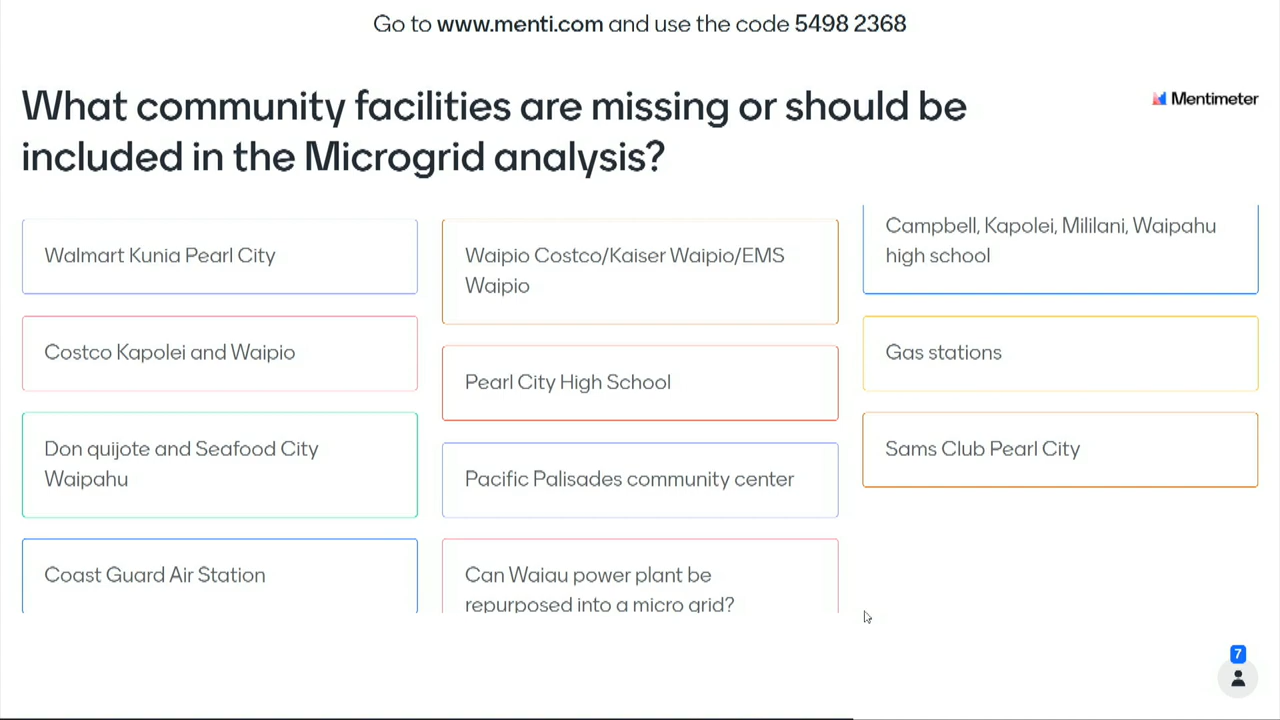 Go to www.menti.com and use the code 5498 2368
What community facilities are missing or should be
included in the Microgrid analysis?
Mentimeter
Walmart Kunia Pearl City
Costco Kapolei and Waipio
Don quijote and Seafood City
Waipahu
Coast Guard Air Station
Waipio Costco/Kaiser Waipio/EMS
Waipio
Pearl City High School
Pacific Palisades community center
Can Waiau power plant be
repurposed into a micro grid?
Campbell, Kapolei, Mililani, Waipahu
high school
Gas stations
Sams Club Pearl City
7